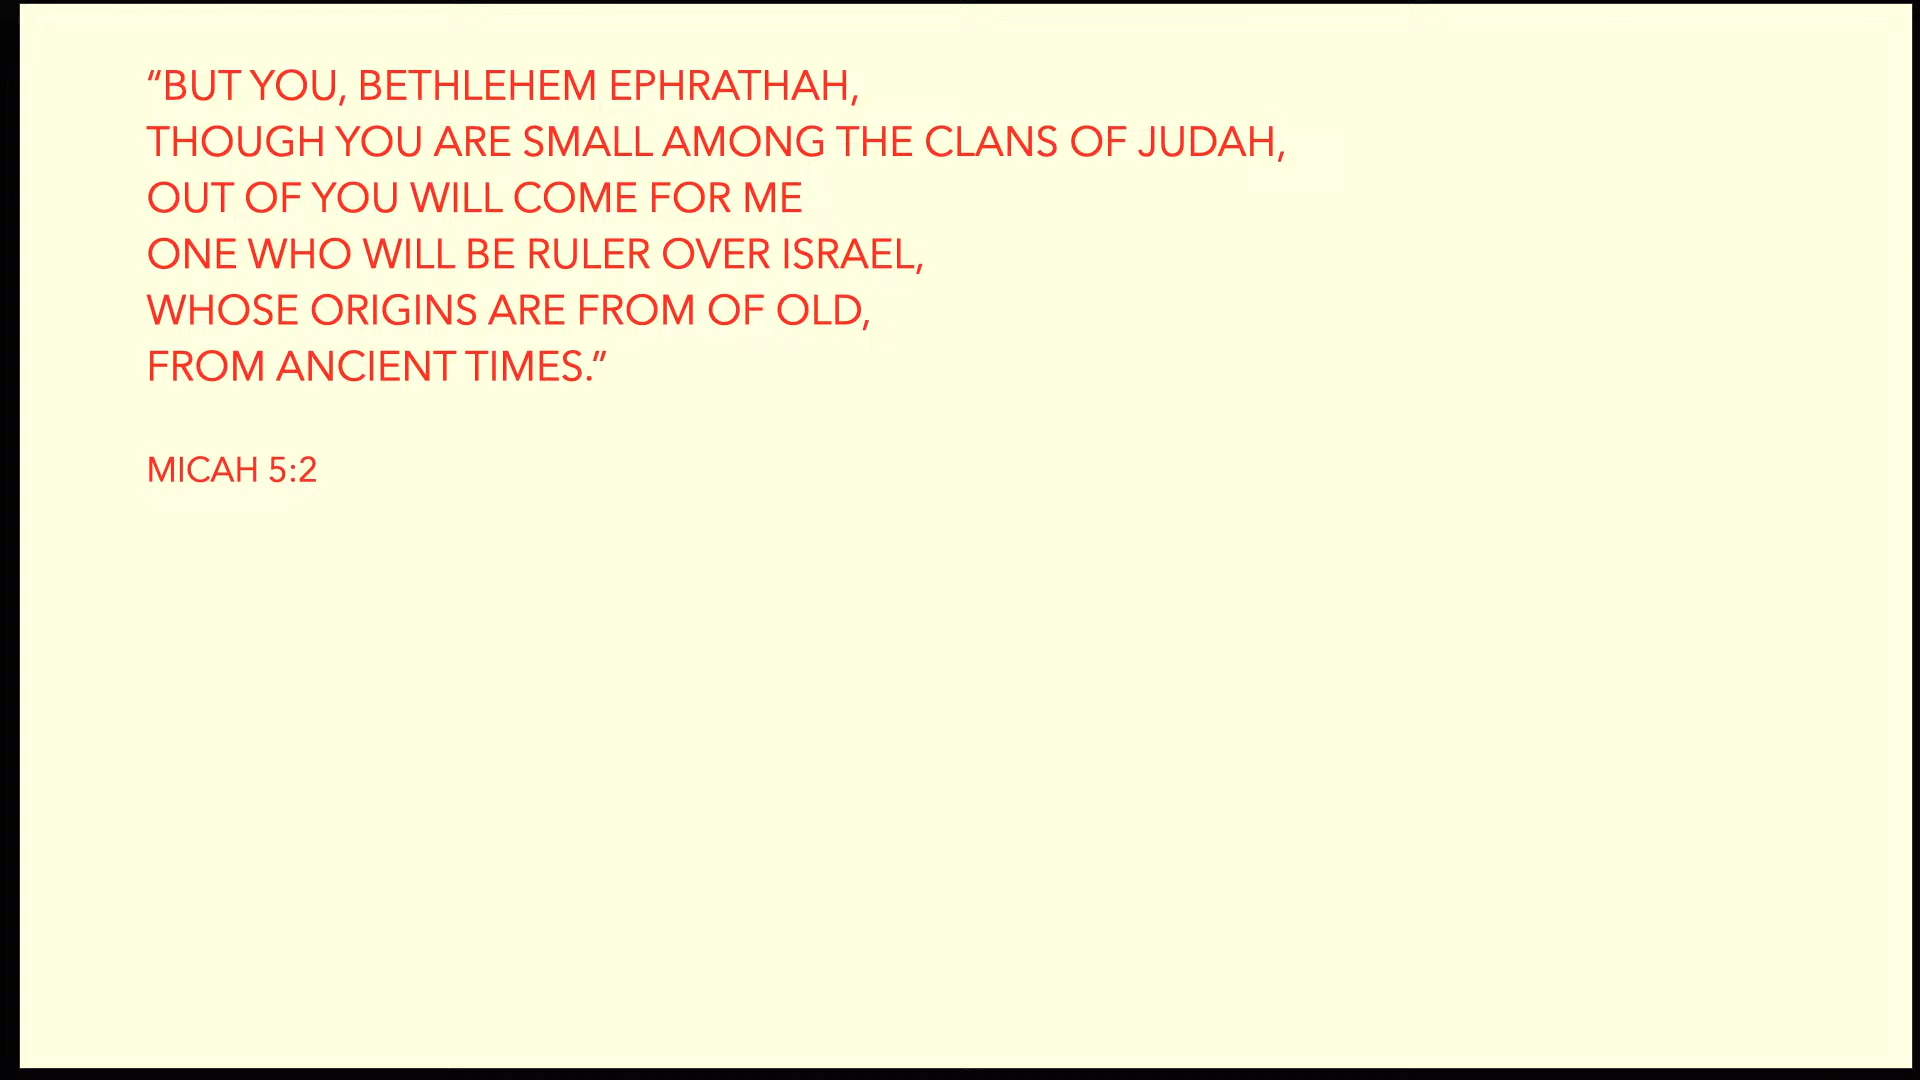 “BUT YOU, BETHLEHEM EPHRATHAH,
THOUGH YOU ARE SMALL AMONG THE CLANS OF JUDAH,
OUT OF YOU WILL COME FOR ME
ONE WHO WILL BE RULER OVER ISRAEL,
WHOSE ORIGINS ARE FROM OF OLD,
FROM ANCIENT TIMES.”
MICAH 5:2